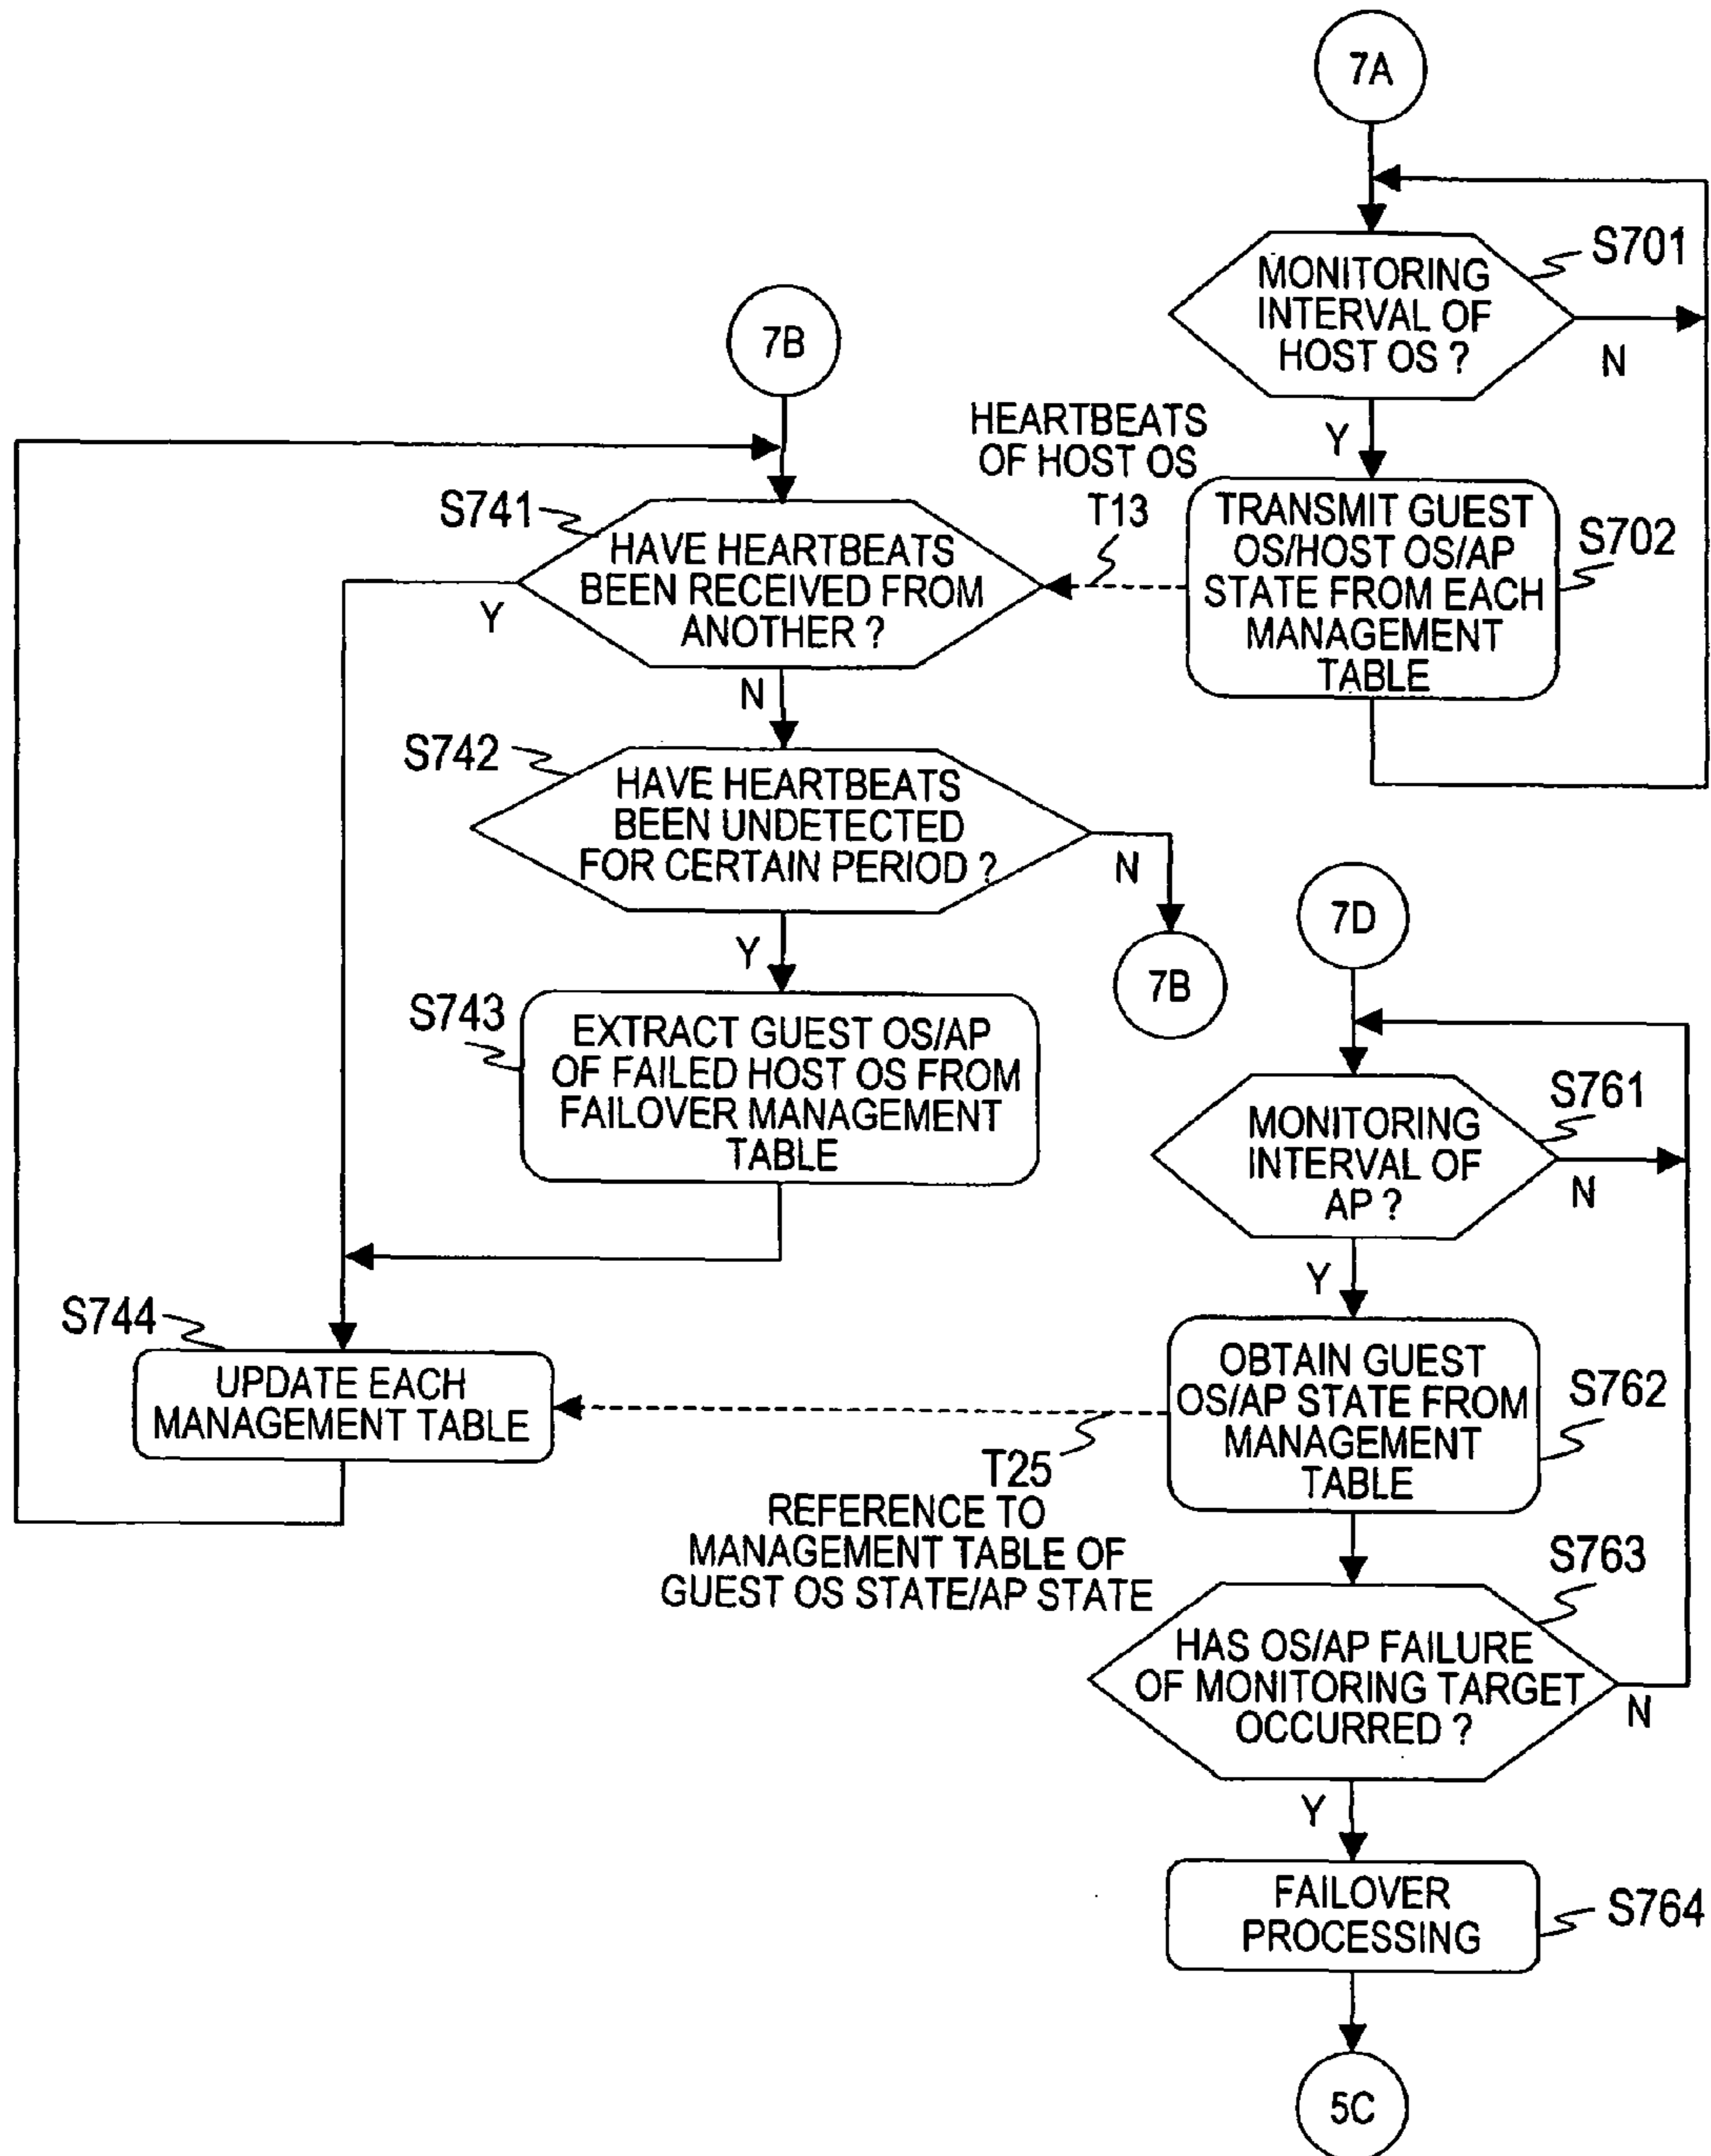 7A
MONITORING
INTERVAL OF
HOST OS ?
S701
N
Y
TRANSMIT GUEST
OS/HOST OS/AP
STATE FROM EACH
MANAGEMENT
TABLE
S702
HEARTBEATS
OF HOST OS
T13
7B
S741
HAVE HEARTBEATS
BEEN RECEIVED FROM
ANOTHER ?
Y
N
S742
HAVE HEARTBEATS
BEEN UNDETECTED
FOR CERTAIN PERIOD ?
N
7B
Y
S743
EXTRACT GUEST OS/AP
OF FAILED HOST OS FROM
FAILOVER MANAGEMENT
TABLE
S744
UPDATE EACH
MANAGEMENT TABLE
7D
MONITORING
INTERVAL OF
AP ?
S761
N
Y
OBTAIN GUEST
OS/AP STATE FROM
MANAGEMENT
TABLE
S762
T25
REFERENCE TO
MANAGEMENT TABLE OF
GUEST OS STATE/AP STATE
S763
HAS OS/AP FAILURE
OF MONITORING TARGET
OCCURRED ?
N
Y
FAILOVER
PROCESSING
S764
5C